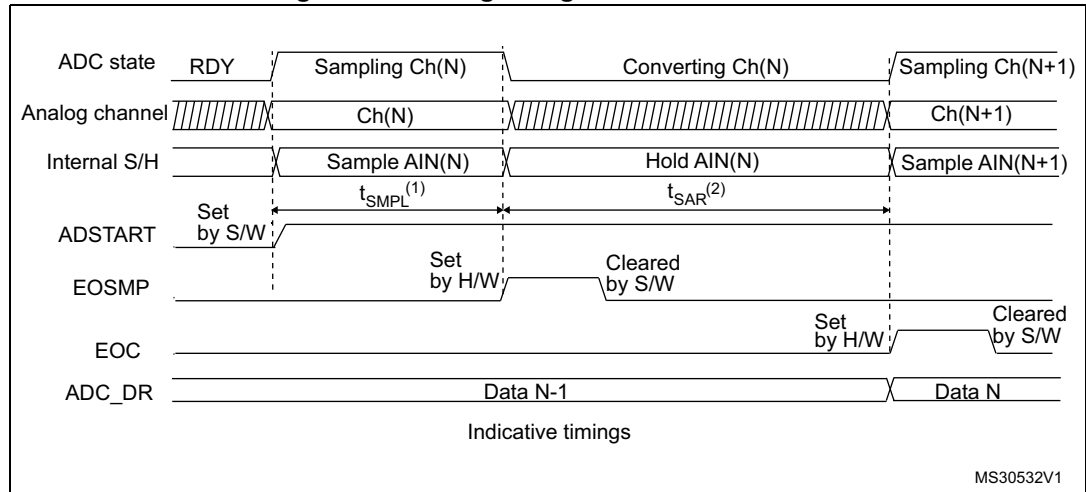 ADC state RDY Sampling Ch(N) Converting Ch(N) Sampling Ch(N+1)
Analog channel Ch(N) Ch(N+1)
Internal S/H Sample AIN(N) Hold AIN(N) Sample AIN(N+1)
tSMPL(1) tSAR(2)
Set
by S/W
ADSTART
Set
by H/W
Cleared
by S/W
EOSMP
Set
by H/W
Cleared
by S/W
EOC
ADC_DR Data N-1 Data N
Indicative timings
MS30532V1